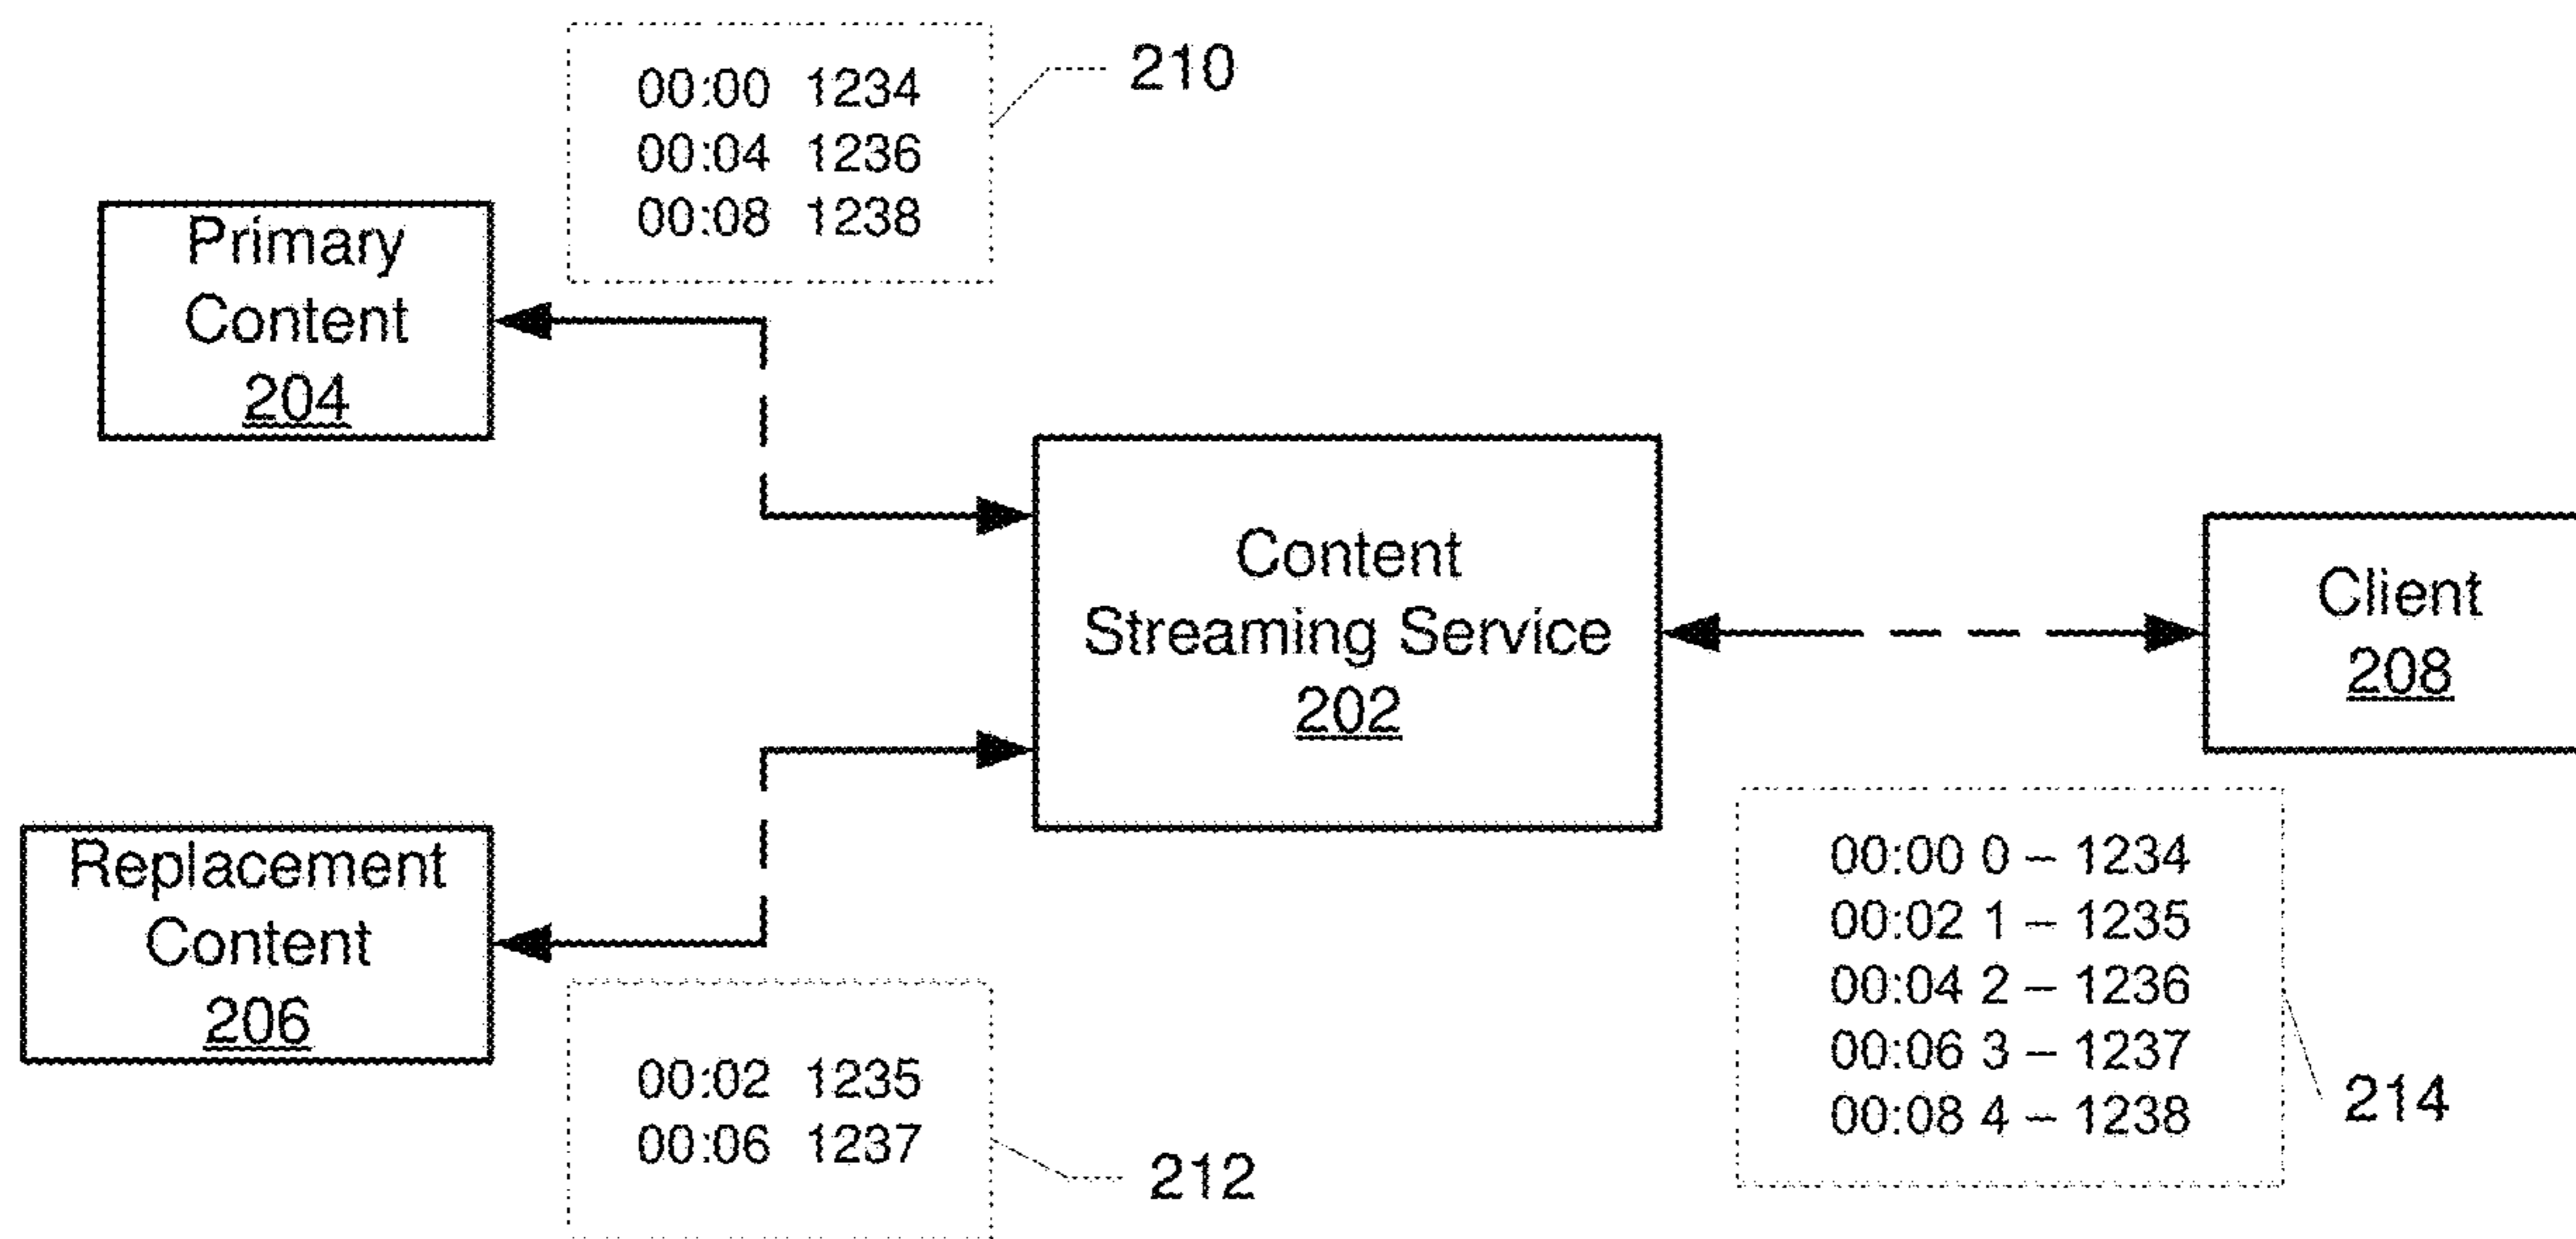 00:00 1234
00:04 1236
00:08 1238
210
Primary
Content
204
Content
Streaming Service
202
Client
208
Replacement
Content
206
00:02 1235
00:06 1237
212
00:00 0 – 1234
00:02 1 – 1235
00:04 2 – 1236
00:06 3 – 1237
00:08 4 – 1238
214